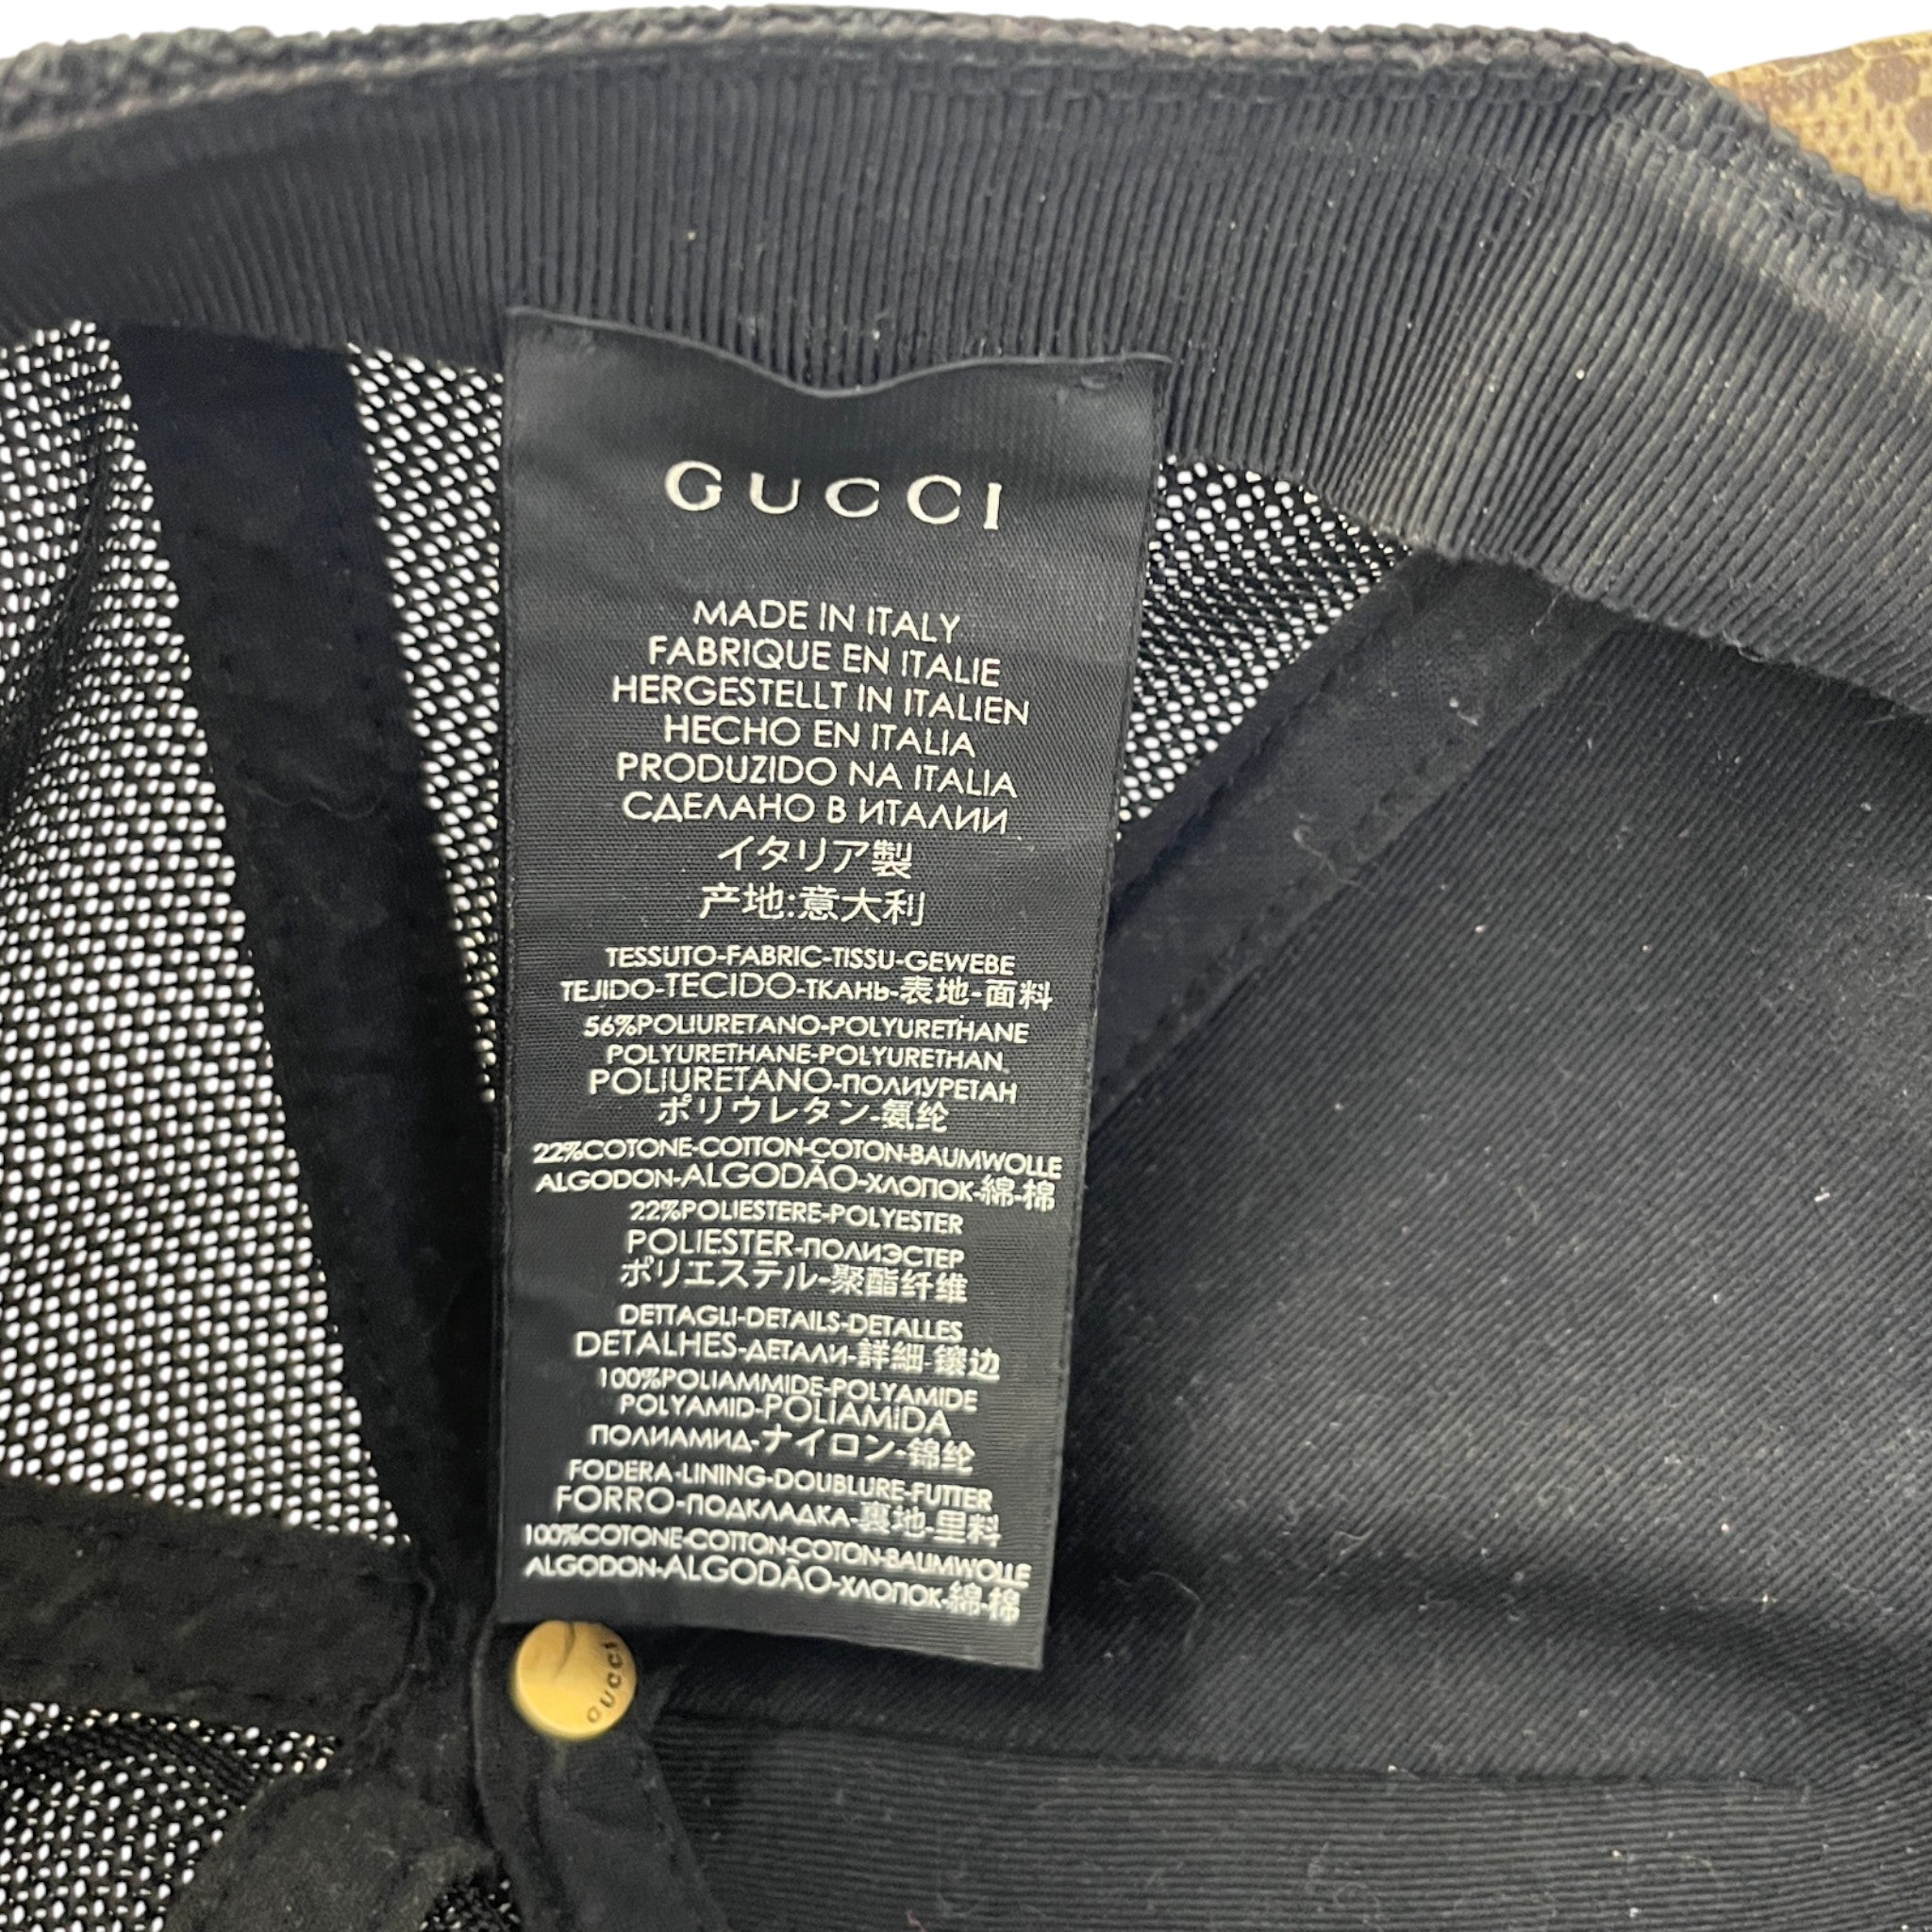 GUCCI
MADE IN ITALY
FABRIQUE EN ITALIE
HERGESTELLT IN ITALIEN
HECHO EN ITALIA
PRODUZIDO NA ITALIA
СДЕЛАНО В ИТАЛИИ
イタリア製
产地:意大利
TESSUTO-FABRIC-TISSU-GEWEBE
TEJIDO-TECIDO-ТКАНЬ-表地-面料
56%POLIURETANO-POLYURETHANE
POLYURETHANE-POLYURETHAN
POLIURETANO-ПОЛИУРЕТАН
ポリウレタン-氨纶
22%COTONE-COTTON-COTON-BAUMWOLLE
ALGODON-ALGODÃO-ХЛОПОК-綿-棉
22%POLIESTERE-POLYESTER
POLIESTER-ПОЛИЭСТЕР
ポリエステル-聚酯纤维
DETTAGLI-DETAILS-DETALLES
DETALHES-ДЕТАЛИ-詳細-镶边
100%POLIAMMIDE-POLYAMIDE
POLYAMID-POLIAMIDA
ПОЛИАМИД-ナイロン-锦纶
FODERA-LINING-DOUBLURE-FUTTER
FORRO-ПОДКЛАДКА-裏地-里料
100%COTONE-COTTON-COTON-BAUMWOLLE
ALGODON-ALGODÃO-ХЛОПОК-綿-棉
GUCCI